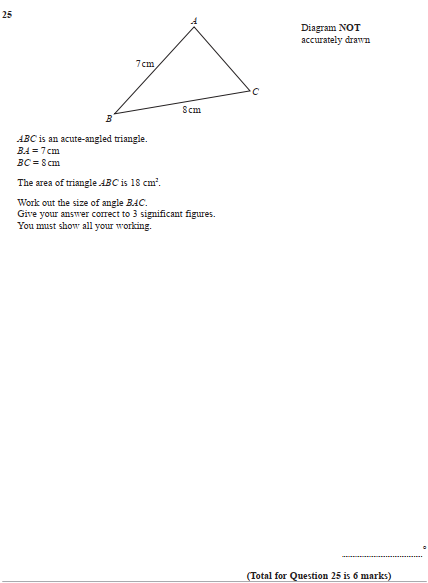 25
Diagram NOT
accurately drawn
A
7 cm
C
8 cm
B
ABC is an acute-angled triangle.
BA = 7 cm
BC = 8 cm
The area of triangle ABC is 18 cm².
Work out the size of angle BAC.
Give your answer correct to 3 significant figures.
You must show all your working.
.......................................°
(Total for Question 25 is 6 marks)